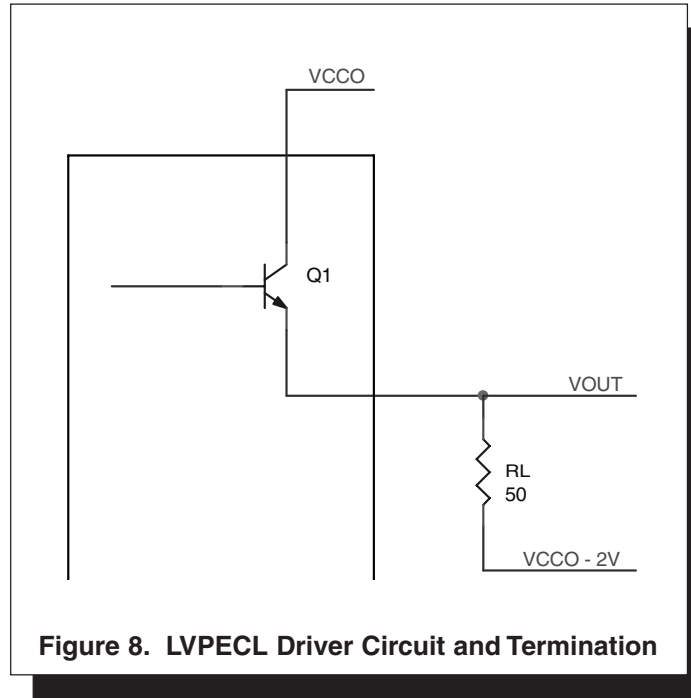 VCCO
Q1
VOUT
RL
50
VCCO - 2V
Figure 8. LVPECL Driver Circuit and Termination